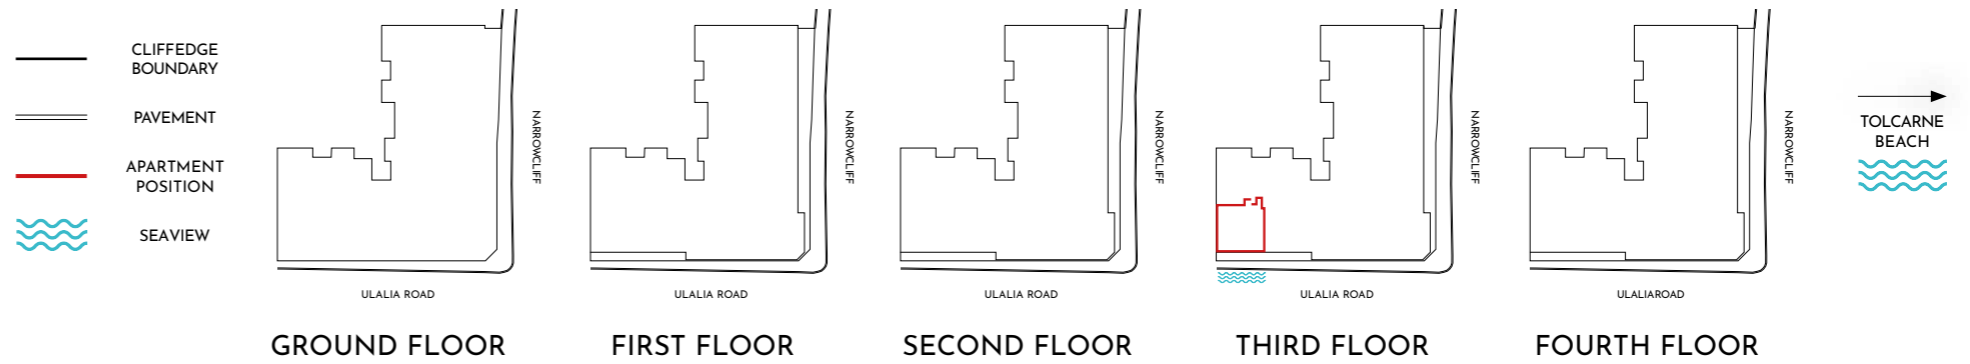 CLIFFEDGE
BOUNDARY
PAVEMENT
APARTMENT
POSITION
SEAVIEW
NARROWCLIFF
ULALIA ROAD
GROUND FLOOR
NARROWCLIFF
ULALIA ROAD
FIRST FLOOR
NARROWCLIFF
ULALIA ROAD
SECOND FLOOR
NARROWCLIFF
ULALIA ROAD
THIRD FLOOR
NARROWCLIFF
ULALIAROAD
FOURTH FLOOR
TOLCARNE
BEACH